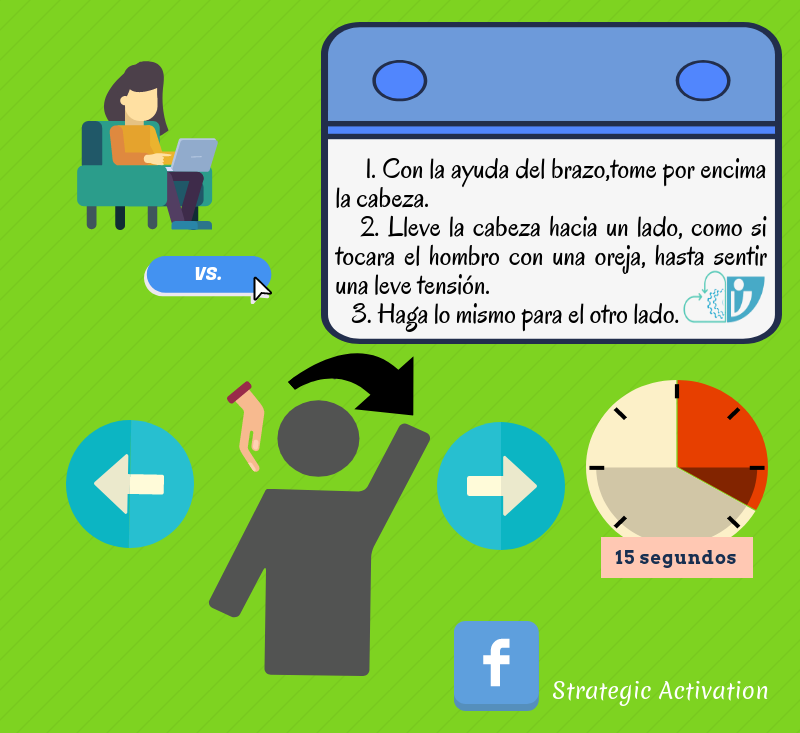 1. Con la ayuda del brazo,tome por encima
la cabeza.
2. Lleve la cabeza hacia un lado, como si
tocara el hombro con una oreja, hasta sentir
una leve tensión.
3. Haga lo mismo para el otro lado.
VS.
15 segundos
f
Strategic Activation